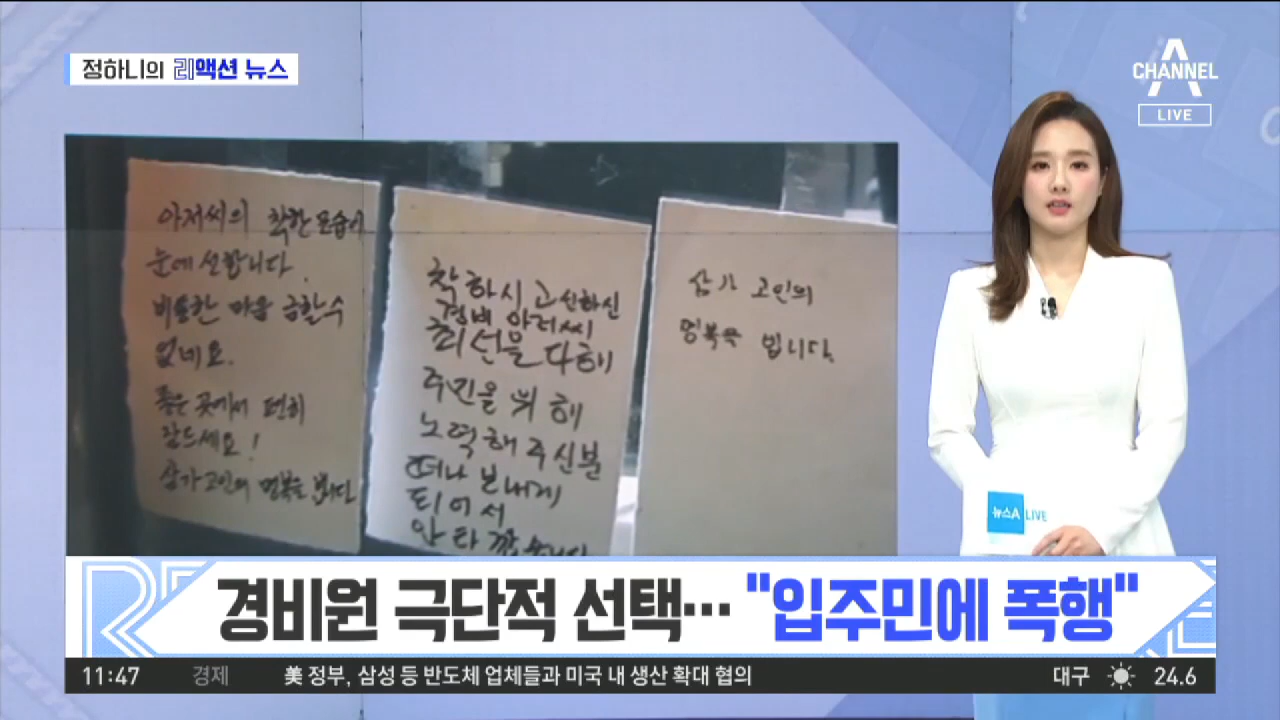 정하니의 리액션 뉴스
CHANNEL A
LIVE
아저씨의 착한 모습이
눈에 선합니다.
비통한 마음 금할 수
없네요.
좋은 곳에서 편히
잠드세요!
삼가 고인의 명복을 빕니다
착하시고 선하신
경비 아저씨
최선을 다해
주민을 위해
노력해 주신분
떠나 보내게
되어서
안타깝습니다
삼가 고인의
명복을 빕니다.
뉴스A LIVE
경비원 극단적 선택… "입주민에 폭행"
11:47 경제 美 정부, 삼성 등 반도체 업체들과 미국 내 생산 확대 협의 대구 24.6